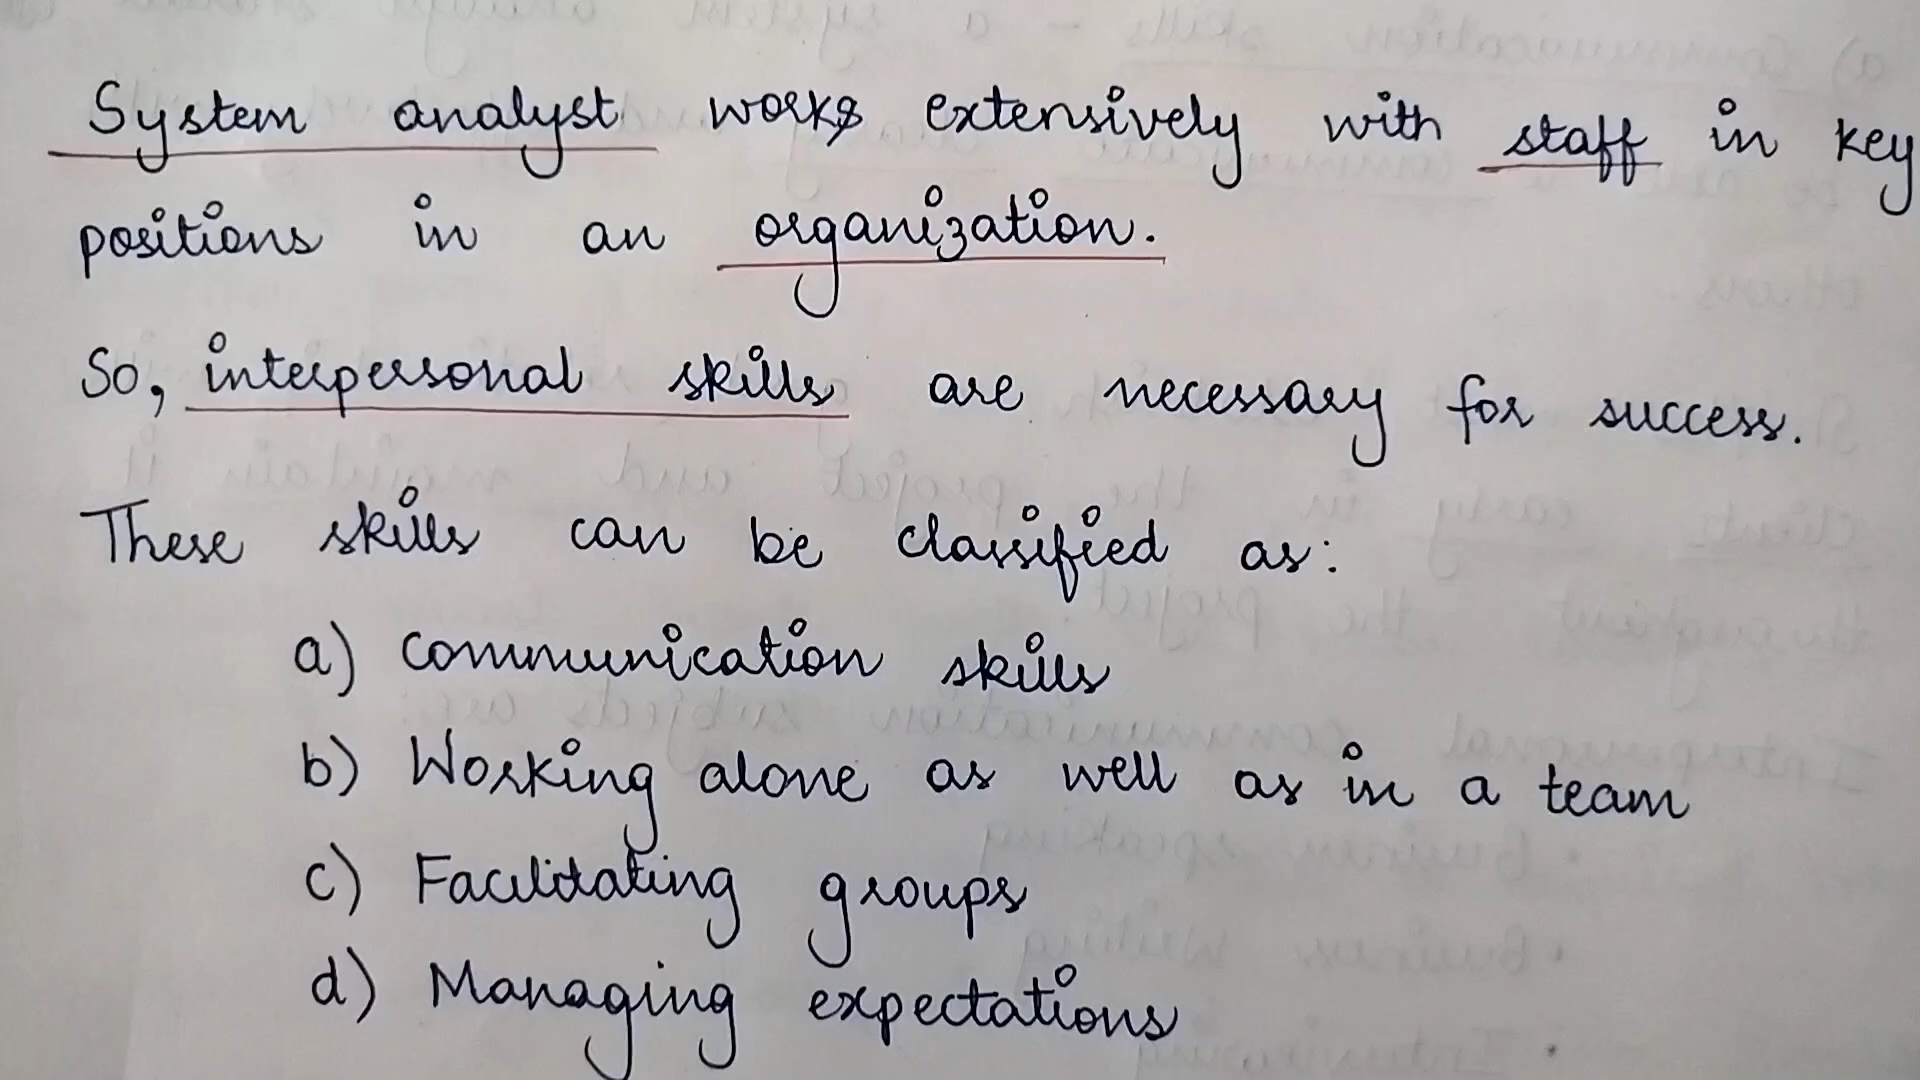 System analyst works extensively with staff in key
positions in an organization.
So, interpersonal skills are necessary for success.
These skills can be classified as:
a) Communication skills
b) Working alone as well as in a team
c) Facilitating groups
d) Managing expectations